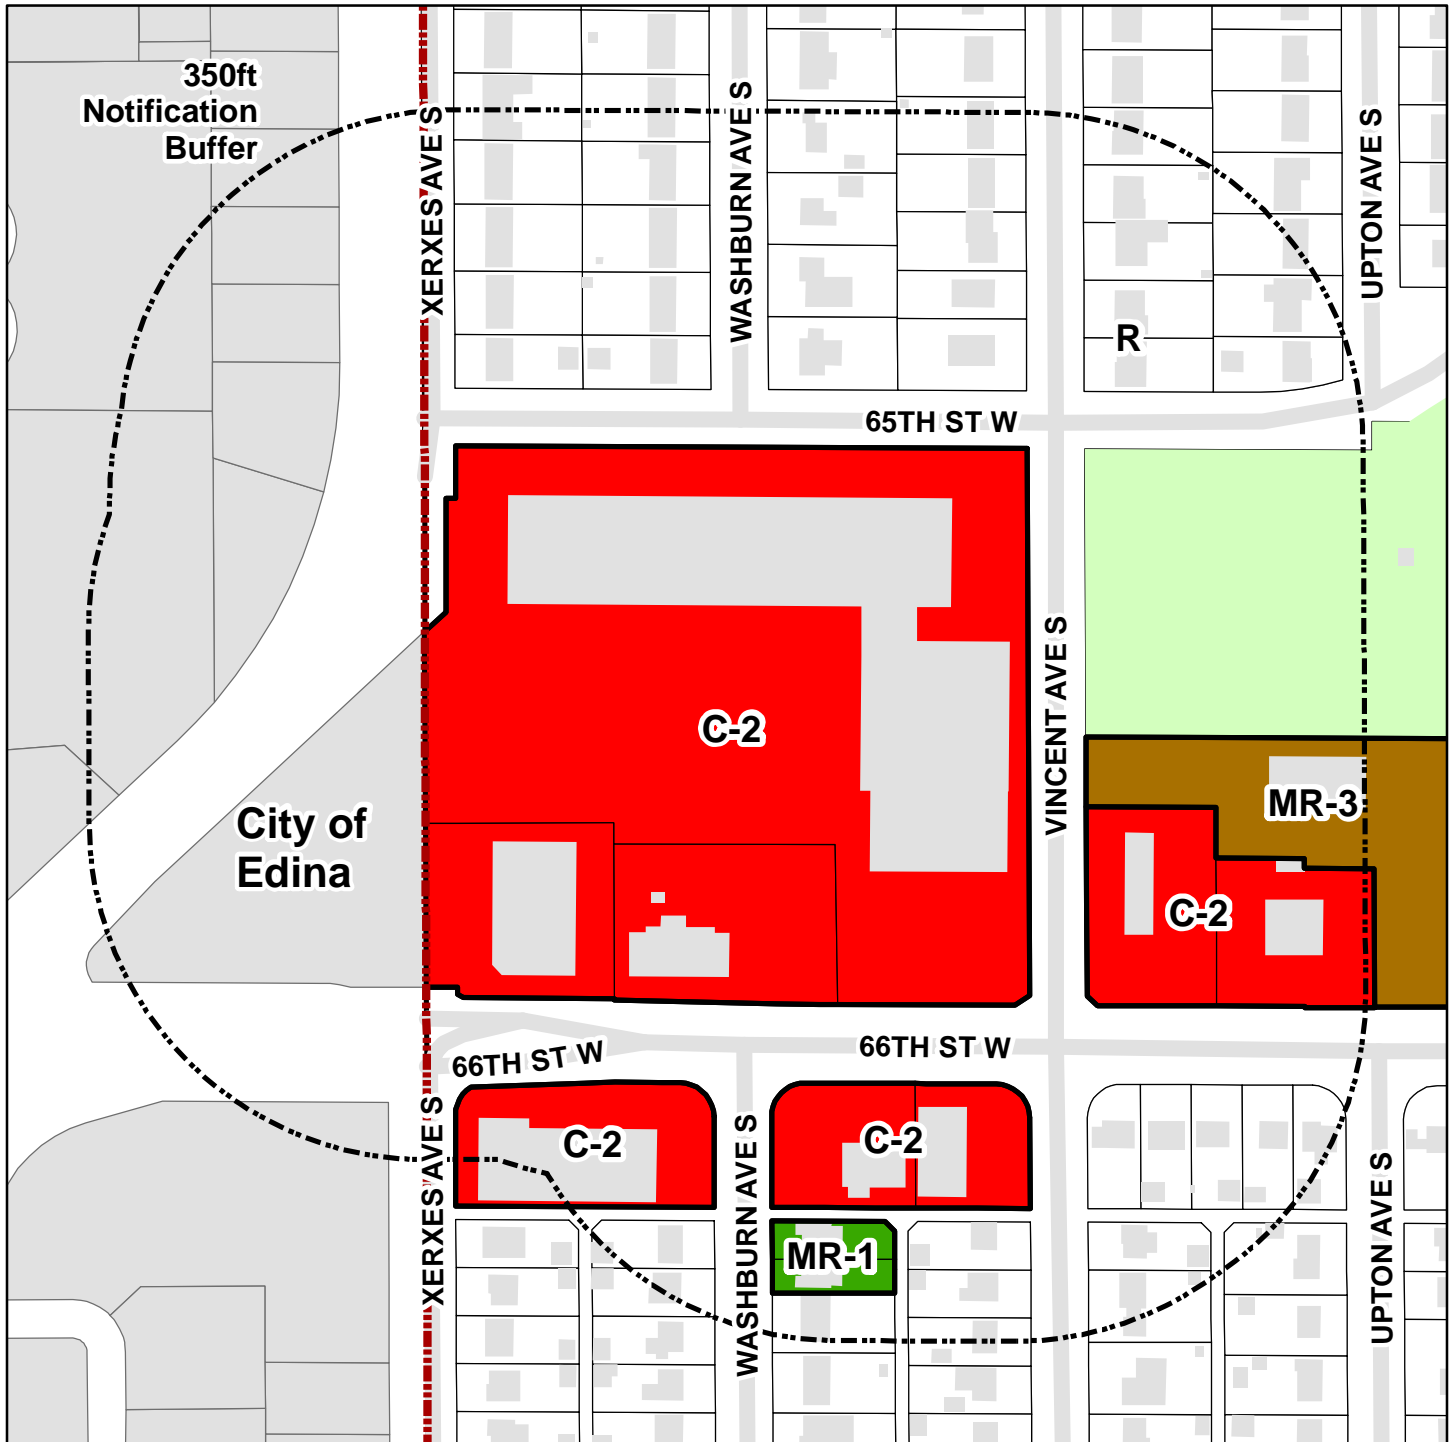 350ft
Notification
Buffer
XERXES AVE S
WASHBURN AVE S
UPTON AVE S
R
65TH ST W
C-2
VINCENT AVE S
City of
Edina
MR-3
C-2
66TH ST W
66TH ST W
C-2
C-2
XERXES AVE S
WASHBURN AVE S
UPTON AVE S
MR-1